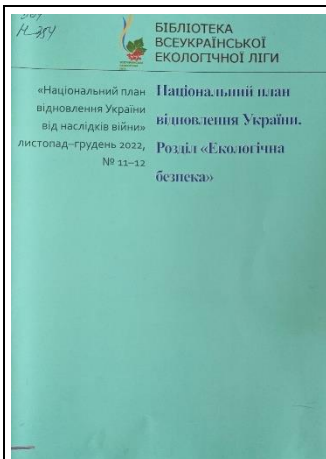 Н-354
БІБЛІОТЕКА
ВСЕУКРАЇНСЬКОЇ
ЕКОЛОГІЧНОЇ ЛІГИ
«Національний план
відновлення України
від наслідків війни»
листопад–грудень 2022,
№ 11–12
Національний план
відновлення України.
Розділ «Екологічна
безпека»